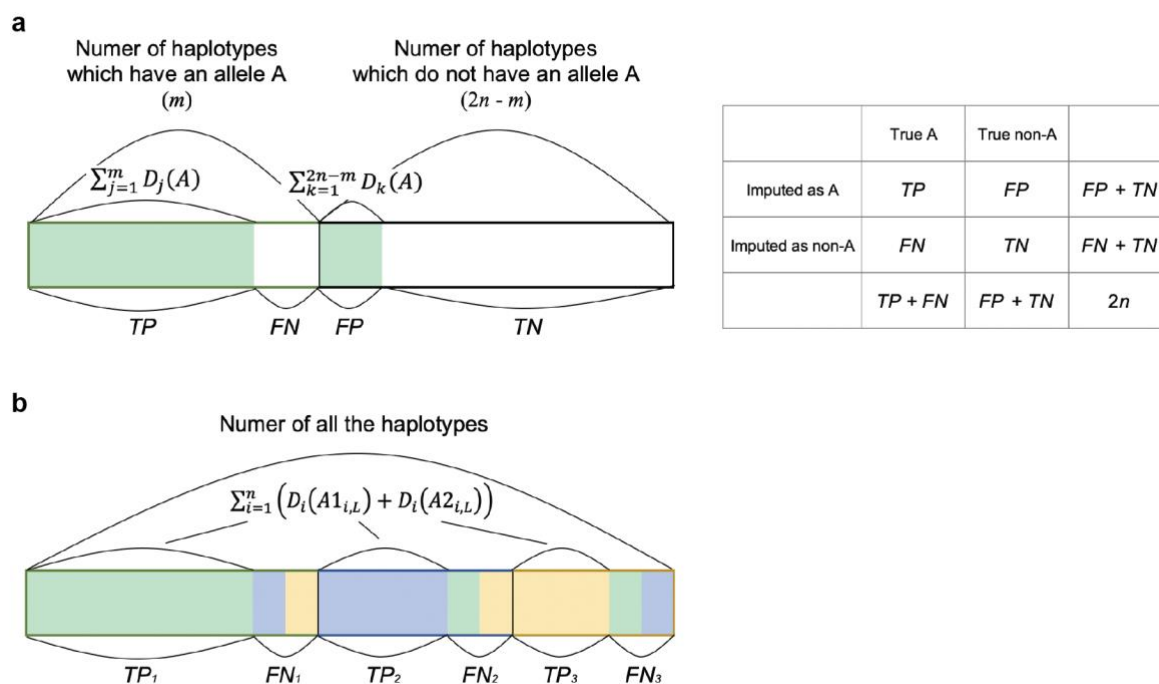 a
Numer of haplotypes
which have an allele A
(m)
Numer of haplotypes
which do not have an allele A
(2n - m)
∑_{j=1}^{m} D_j(A)
∑_{k=1}^{2n-m} D_k(A)
TP FN FP TN
True A True non-A
Imputed as A TP FP FP + TN
Imputed as non-A FN TN FN + TN
TP + FN FP + TN 2n
b
Numer of all the haplotypes
∑_{i=1}^{n} (D_i(A1_{i,L}) + D_i(A2_{i,L}))
TP₁ FN₁ TP₂ FN₂ TP₃ FN₃